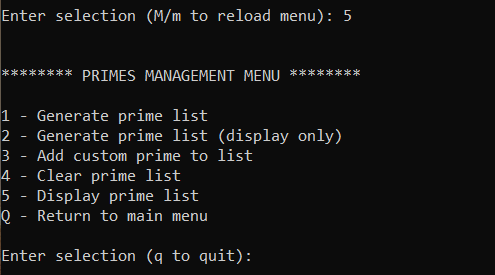 Enter selection (M/m to reload menu): 5
******** PRIMES MANAGEMENT MENU ********
1 - Generate prime list
2 - Generate prime list (display only)
3 - Add custom prime to list
4 - Clear prime list
5 - Display prime list
Q - Return to main menu
Enter selection (q to quit):